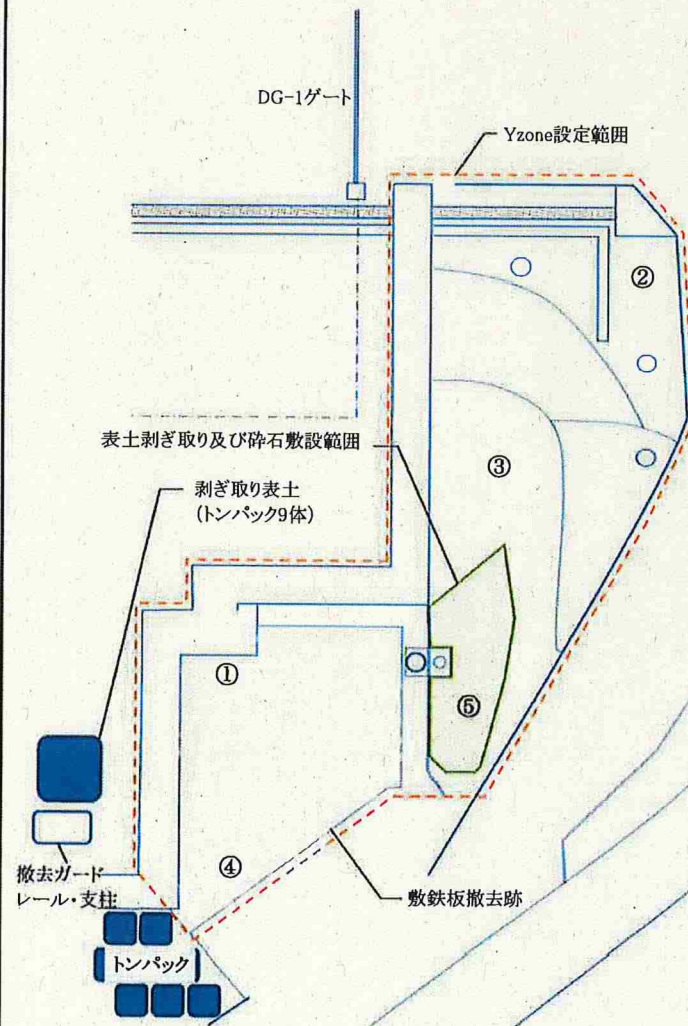 DG-1ゲート
Yzone設定範囲
②
表土剥ぎ取り及び砕石敷設範囲
③
剥ぎ取り表土
(トンパック9体)
①
⑤
撤去ガード
レール・支柱
④
敷鉄板撤去跡
トンパック